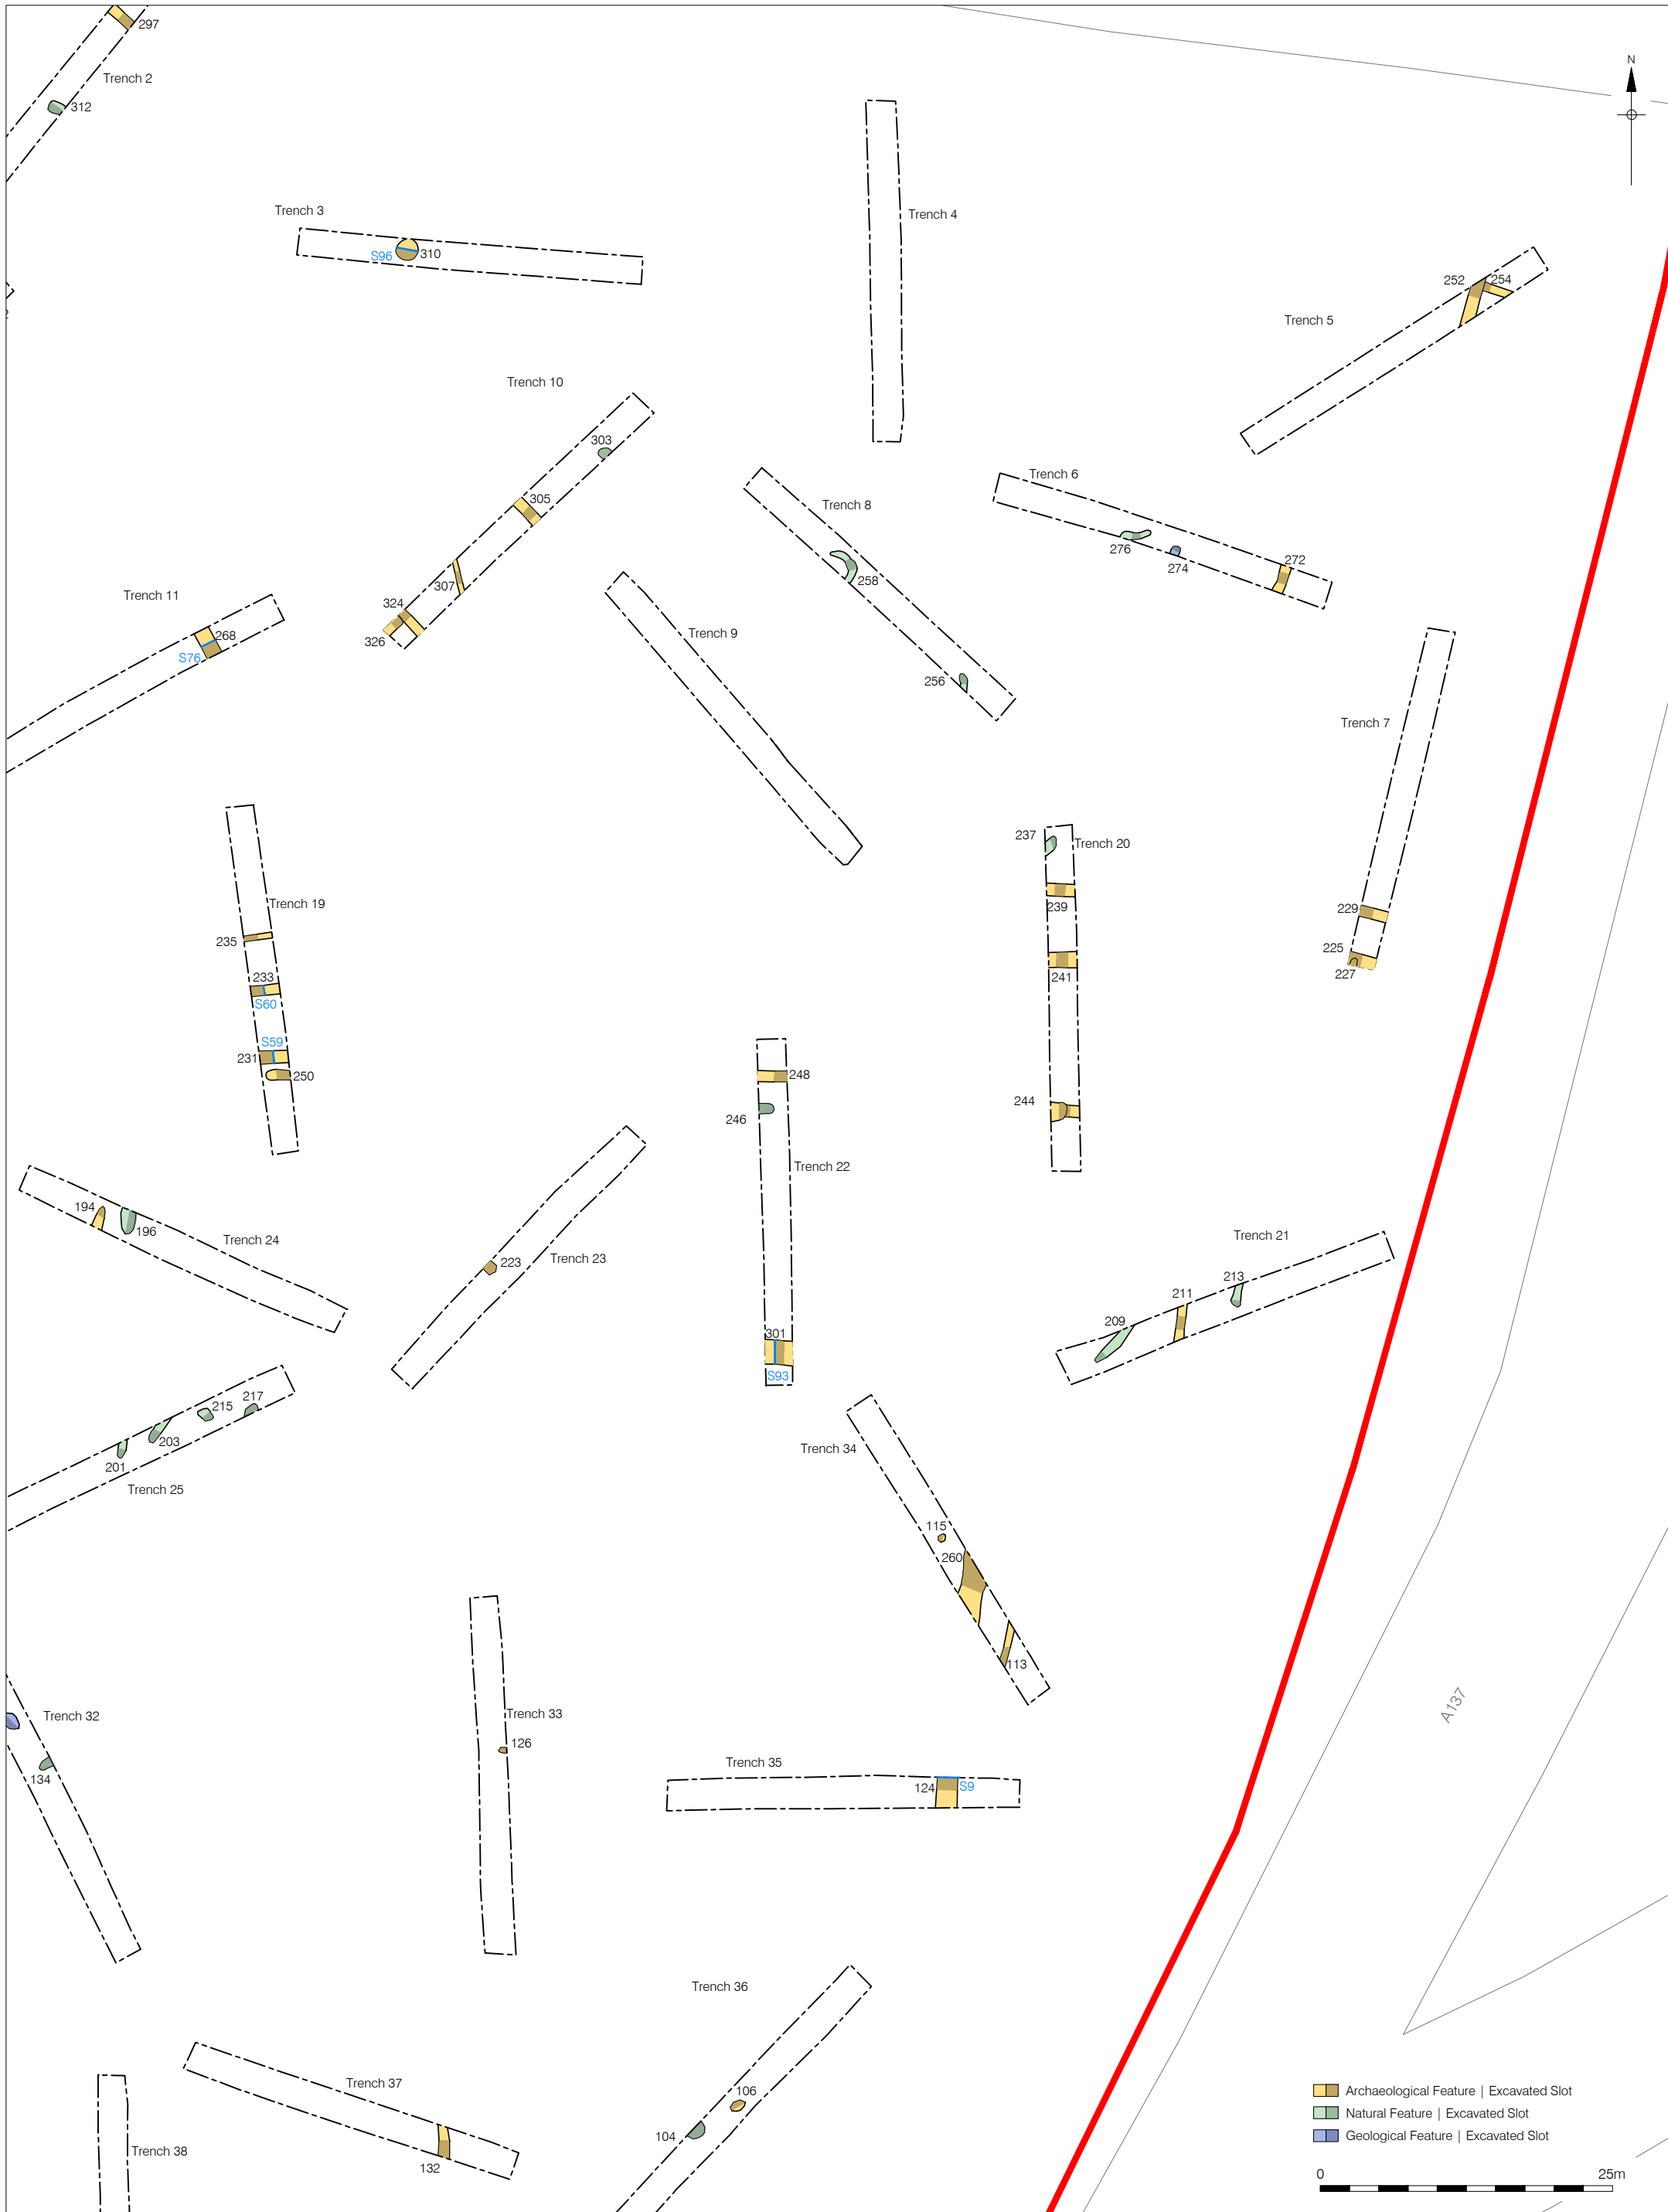 297
N
Trench 2
312
Trench 3
Trench 4
S96
310
252
254
Trench 5
Trench 10
303
Trench 6
305
Trench 8
276
274
272
307
258
Trench 11
324
326
268
S76
Trench 9
256
Trench 7
237
Trench 20
239
Trench 19
229
235
225
227
233
S60
241
S59
231
250
248
246
244
Trench 22
194
196
Trench 24
223
Trench 23
Trench 21
213
211
209
301
S93
217
215
203
201
Trench 25
Trench 34
115
260
113
A137
Trench 32
Trench 33
126
134
Trench 35
124
S9
Trench 36
Trench 37
106
104
132
Trench 38
Archaeological Feature | Excavated Slot
Natural Feature | Excavated Slot
Geological Feature | Excavated Slot
0
25m